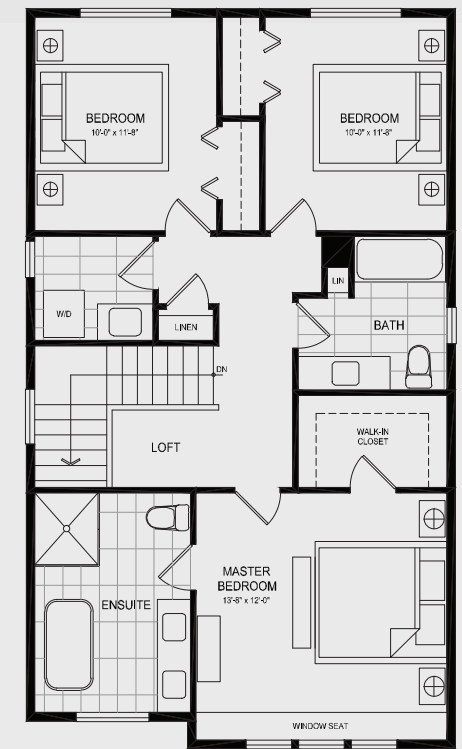 BEDROOM
10'-0" x 11'-8"
BEDROOM
10'-0" x 11'-8"
W/D
LINEN
LIN
BATH
DN
LOFT
WALK-IN
CLOSET
MASTER
BEDROOM
13'-8" x 12'-0"
ENSUITE
WINDOW SEAT